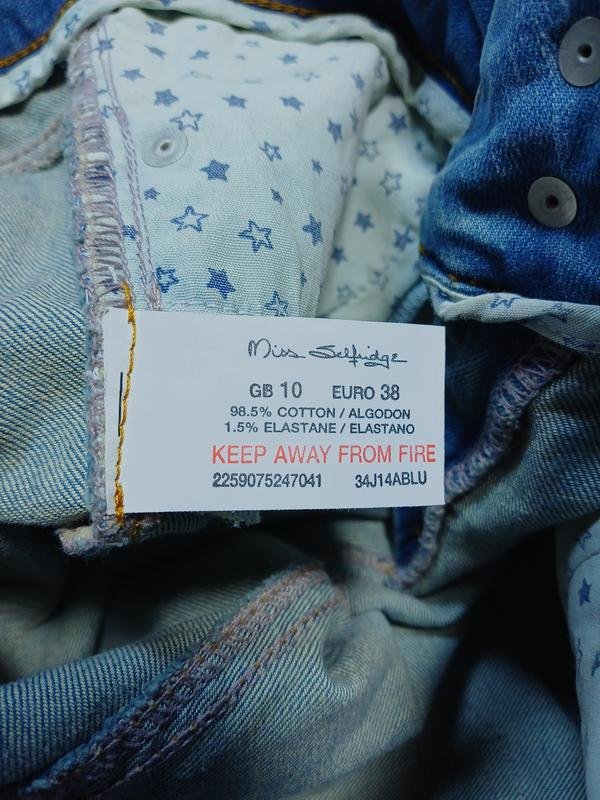 Miss Selfridge
GB 10 EURO 38
98.5% COTTON / ALGODON
1.5% ELASTANE / ELASTANO
KEEP AWAY FROM FIRE
2259075247041 34J14ABLU